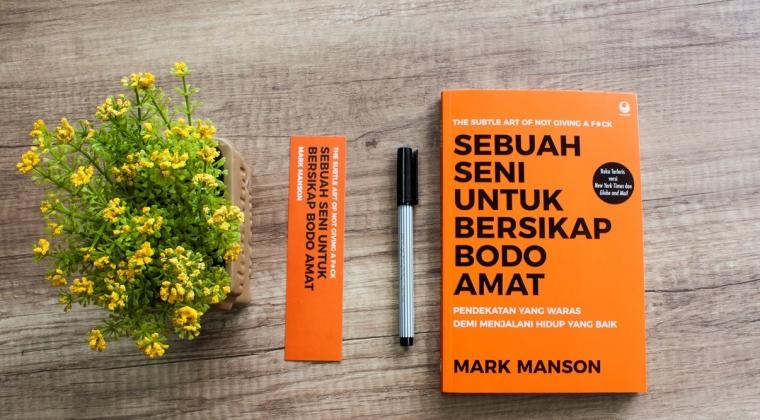 THE SUBTLE ART OF NOT GIVING A F*CK
SEBUAH SENI UNTUK
BERSIKAP BODO AMAT
MARK MANSON
THE SUBTLE ART OF NOT GIVING A F*CK
SEBUAH
SENI
UNTUK
BERSIKAP
BODO
AMAT
Buku Terlaris
versi
New York Times dan
Globe and Mail
PENDEKATAN YANG WARAS
DEMI MENJALANI HIDUP YANG BAIK
MARK MANSON